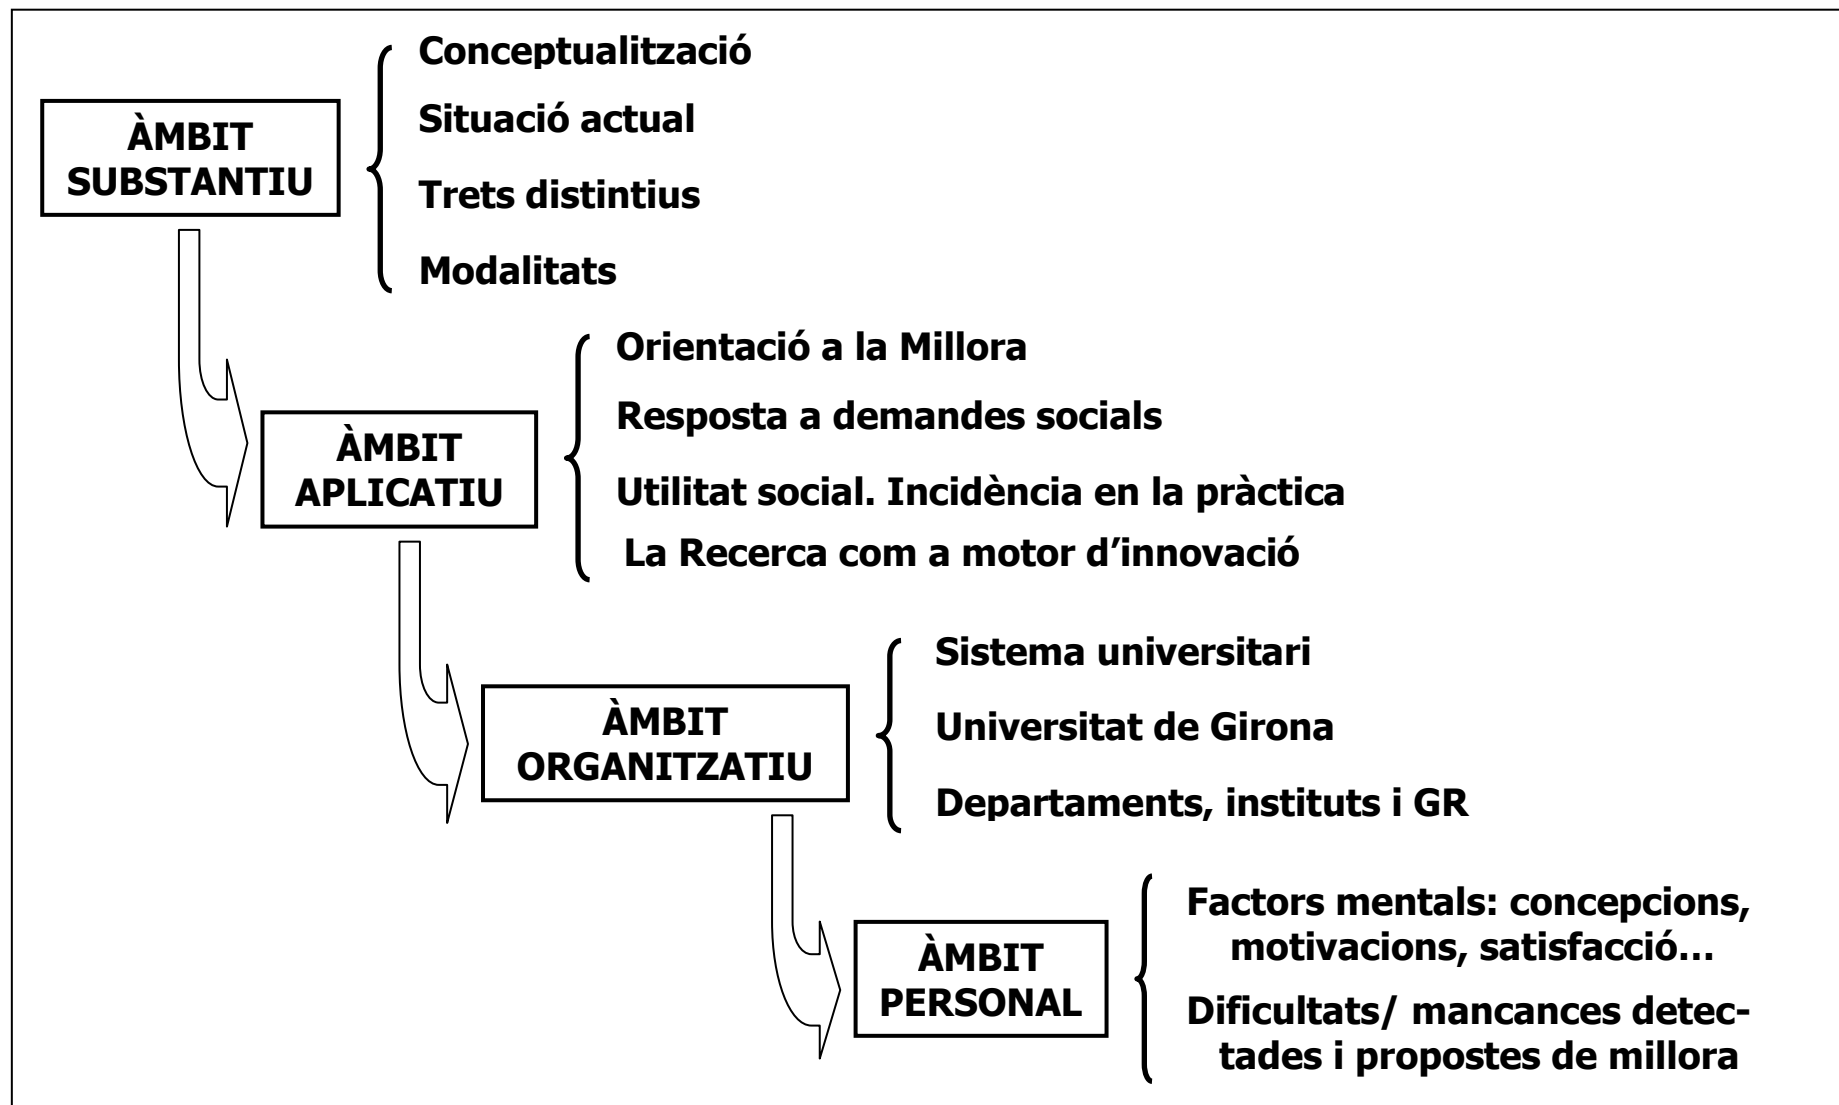 ÀMBIT
SUBSTANTIU
Conceptualització
Situació actual
Trets distintius
Modalitats
ÀMBIT
APLICATIU
Orientació a la Millora
Resposta a demandes socials
Utilitat social. Incidència en la pràctica
La Recerca com a motor d’innovació
ÀMBIT
ORGANITZATIU
Sistema universitari
Universitat de Girona
Departaments, instituts i GR
ÀMBIT
PERSONAL
Factors mentals: concepcions,
motivacions, satisfacció…
Dificultats/ mancances detec-
tades i propostes de millora